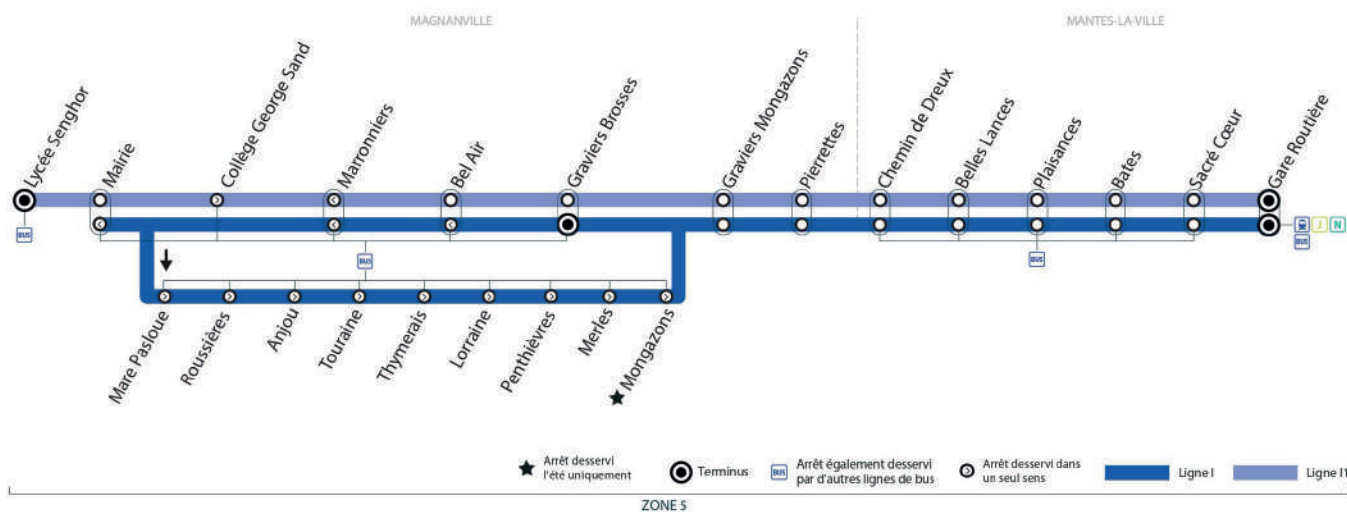 MAGNANVILLE
MANTES-LA-VILLE
Lycée Senghor
Mairie
Collège George Sand
Marronniers
Bel Air
Graviers Brosses
Graviers Mongazons
Pierrettes
Chemin de Dreux
Belles Lances
Plaisances
Bates
Sacré Cœur
Gare Routière
BUS
J
N
BUS
BUS
BUS
Mare Pasloue
Roussières
Anjou
Touraine
Thymerais
Lorraine
Penthièvres
Merles
Mongazons
Arrêt desservi
l'été uniquement
Terminus
BUS
Arrêt également desservi
par d'autres lignes de bus
Arrêt desservi dans
un seul sens
Ligne I
Ligne I1
ZONE 5